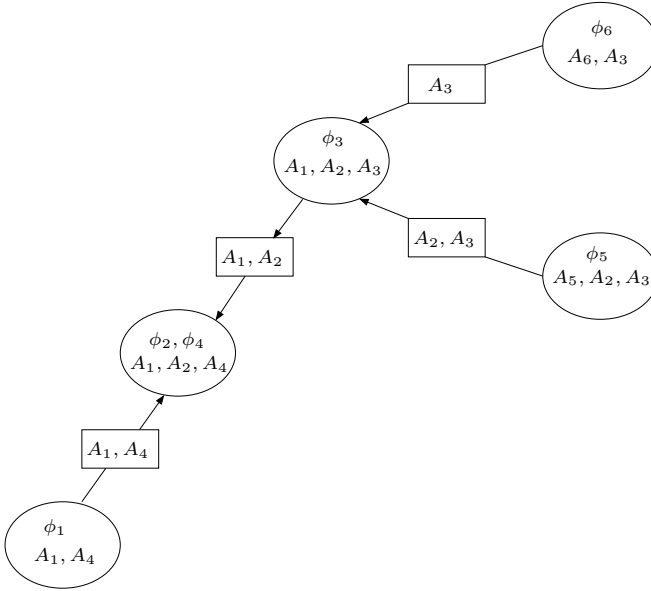 ϕ₆
A₆, A₃
A₃
ϕ₃
A₁, A₂, A₃
A₂, A₃
ϕ₅
A₅, A₂, A₃
A₁, A₂
ϕ₂, ϕ₄
A₁, A₂, A₄
A₁, A₄
ϕ₁
A₁, A₄